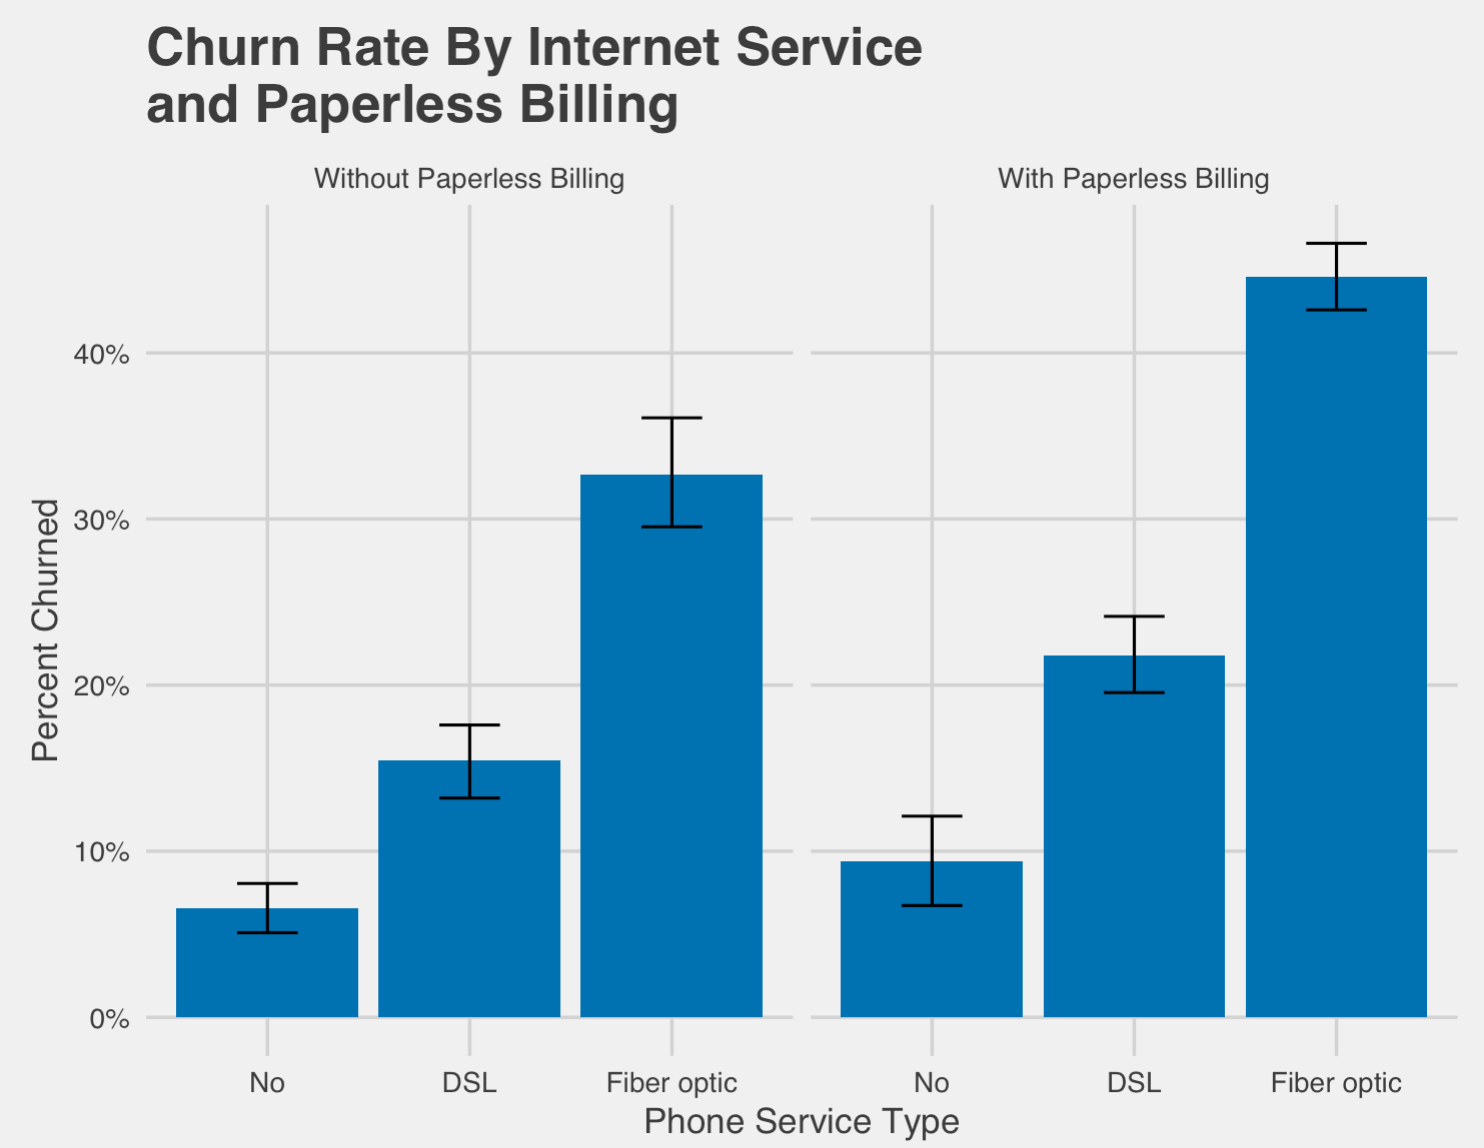 Churn Rate By Internet Service
and Paperless Billing
Without Paperless Billing
With Paperless Billing
Percent Churned
40%
30%
20%
10%
0%
No
DSL
Fiber optic
No
DSL
Fiber optic
Phone Service Type